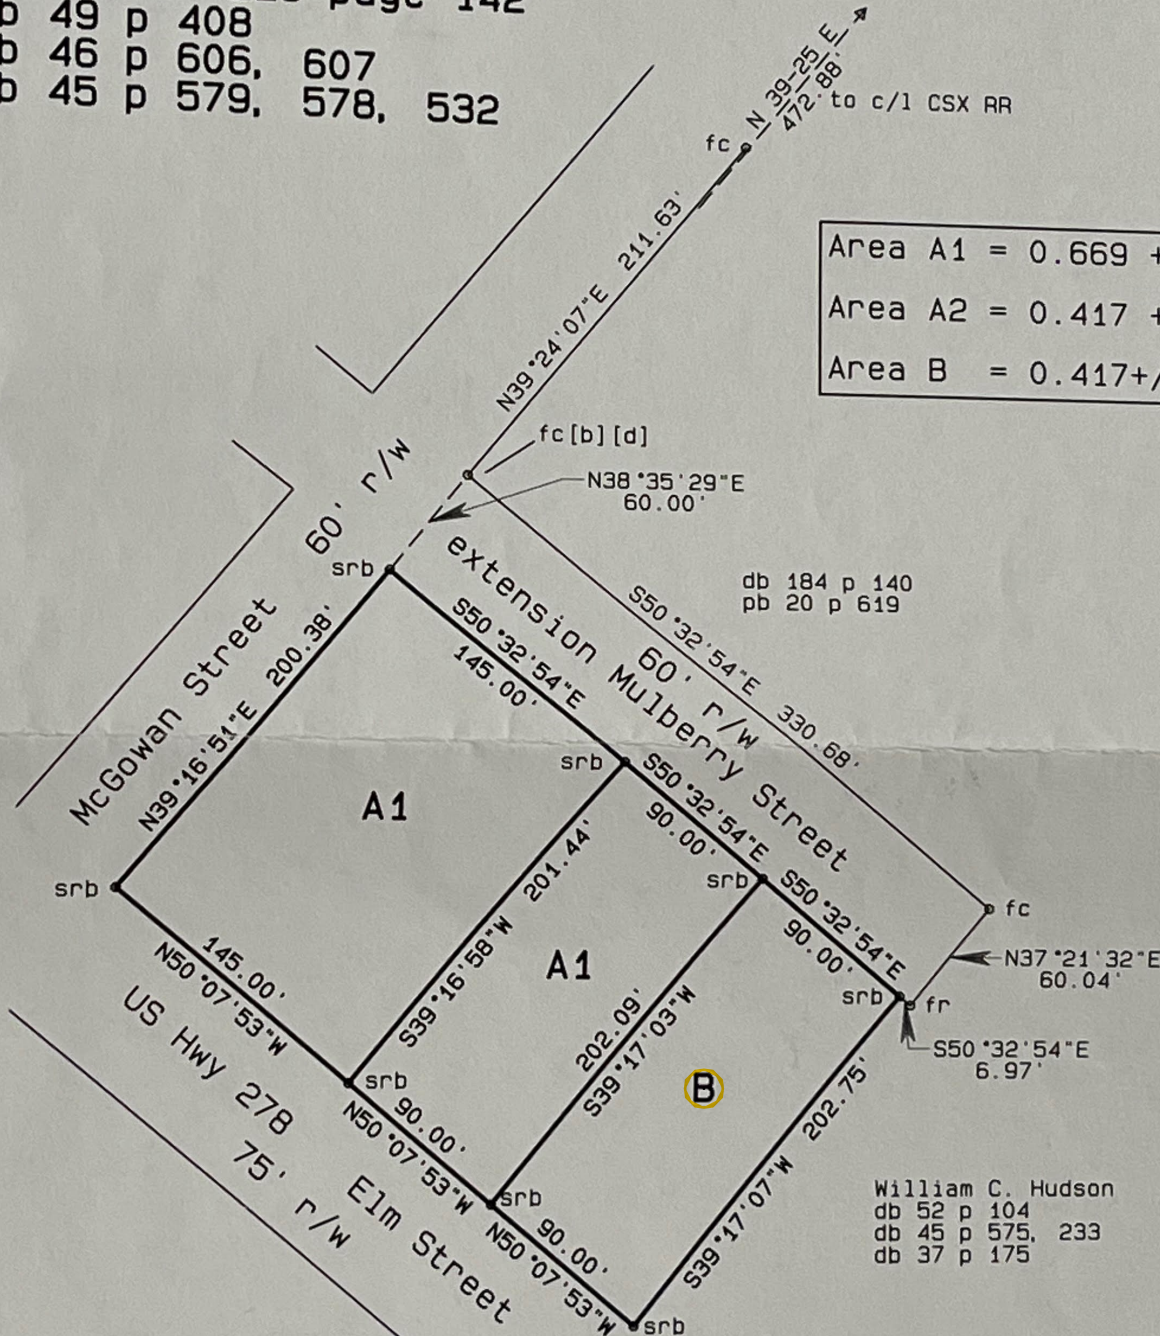 page 142
b 49 p 408
b 46 p 606, 607
b 45 p 579, 578, 532
N 39-25 E
472.88'
to c/l CSX RR
fc
N39°24'07"E 211.63'
Area A1 = 0.669 +
Area A2 = 0.417 +
Area B = 0.417+/
60' r/w
fc[b][d]
N38°35'29"E
60.00'
srb
extension Mulberry Street
60' r/w
db 184 p 140
pb 20 p 619
S50°32'54"E 330.68'
McGowan Street
N39°16'51"E 200.38'
S50°32'54"E
145.00'
srb
S50°32'54"E
90.00'
A1
srb
S50°32'54"E
90.00'
srb
fc
N37°21'32"E
60.04'
S39°16'58"W 201.44'
A1
srb
fr
S50°32'54"E
6.97'
145.00'
N50°07'53"W
US Hwy 278 Elm Street
75' r/w
202.09'
S39°17'03"W
B
srb
90.00'
N50°07'53"W
S39°17'07"W 202.75'
srb
90.00'
N50°07'53"W
srb
William C. Hudson
db 52 p 104
db 45 p 575, 233
db 37 p 175